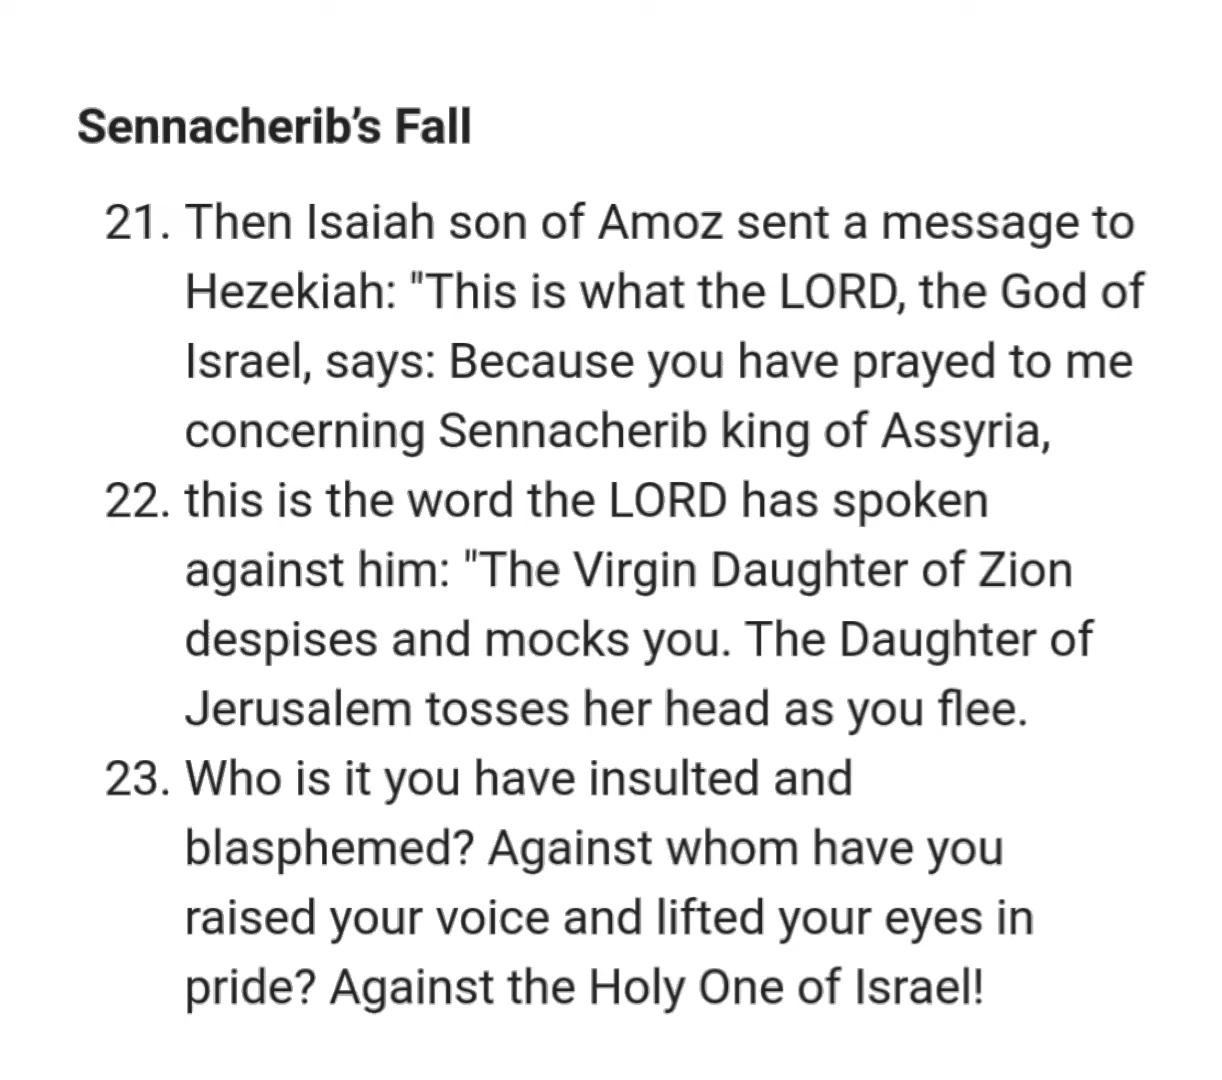 Sennacherib’s Fall
21. Then Isaiah son of Amoz sent a message to
Hezekiah: "This is what the LORD, the God of
Israel, says: Because you have prayed to me
concerning Sennacherib king of Assyria,
22. this is the word the LORD has spoken
against him: "The Virgin Daughter of Zion
despises and mocks you. The Daughter of
Jerusalem tosses her head as you flee.
23. Who is it you have insulted and
blasphemed? Against whom have you
raised your voice and lifted your eyes in
pride? Against the Holy One of Israel!